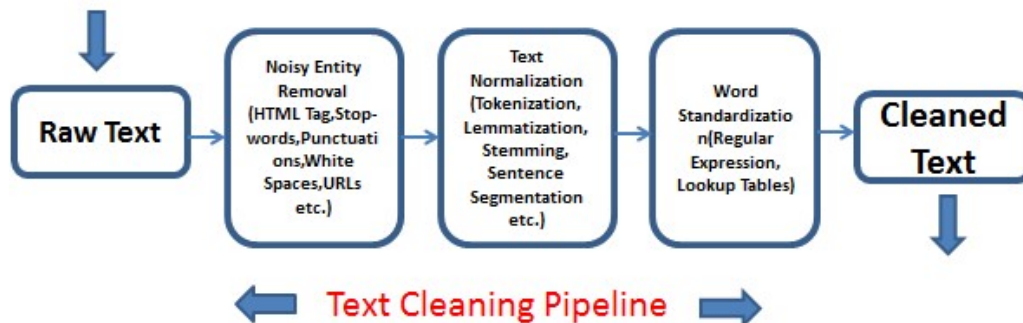 Raw Text
Noisy Entity
Removal
(HTML Tag,Stop-
words,Punctuati
ons,White
Spaces,URLs
etc.)
Text
Normalization
(Tokenization,
Lemmatization,
Stemming,
Sentence
Segmentation
etc.)
Word
Standardizatio
n(Regular
Expression,
Lookup Tables)
Cleaned
Text
Text Cleaning Pipeline